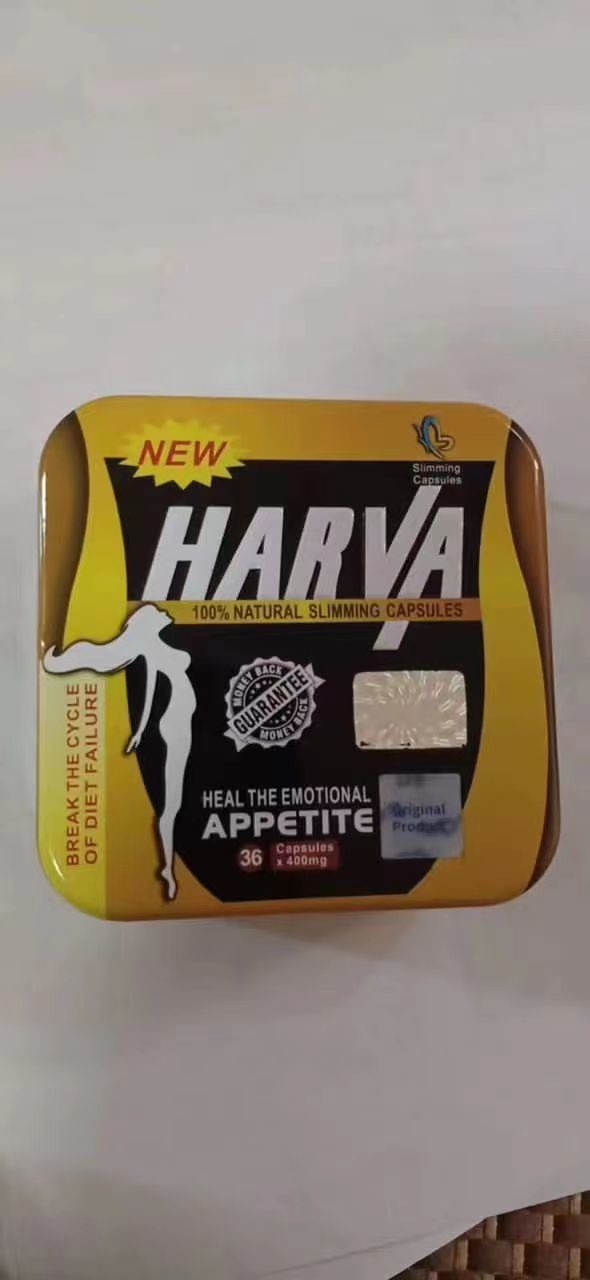 NEW
Slimming
Capsules
HARVA
100% NATURAL SLIMMING CAPSULES
MONEY BACK
GUARANTEE
MONEY BACK
BREAK THE CYCLE
OF DIET FAILURE
HEAL THE EMOTIONAL
APPETITE
36
Capsules
x 400mg
Original
Product